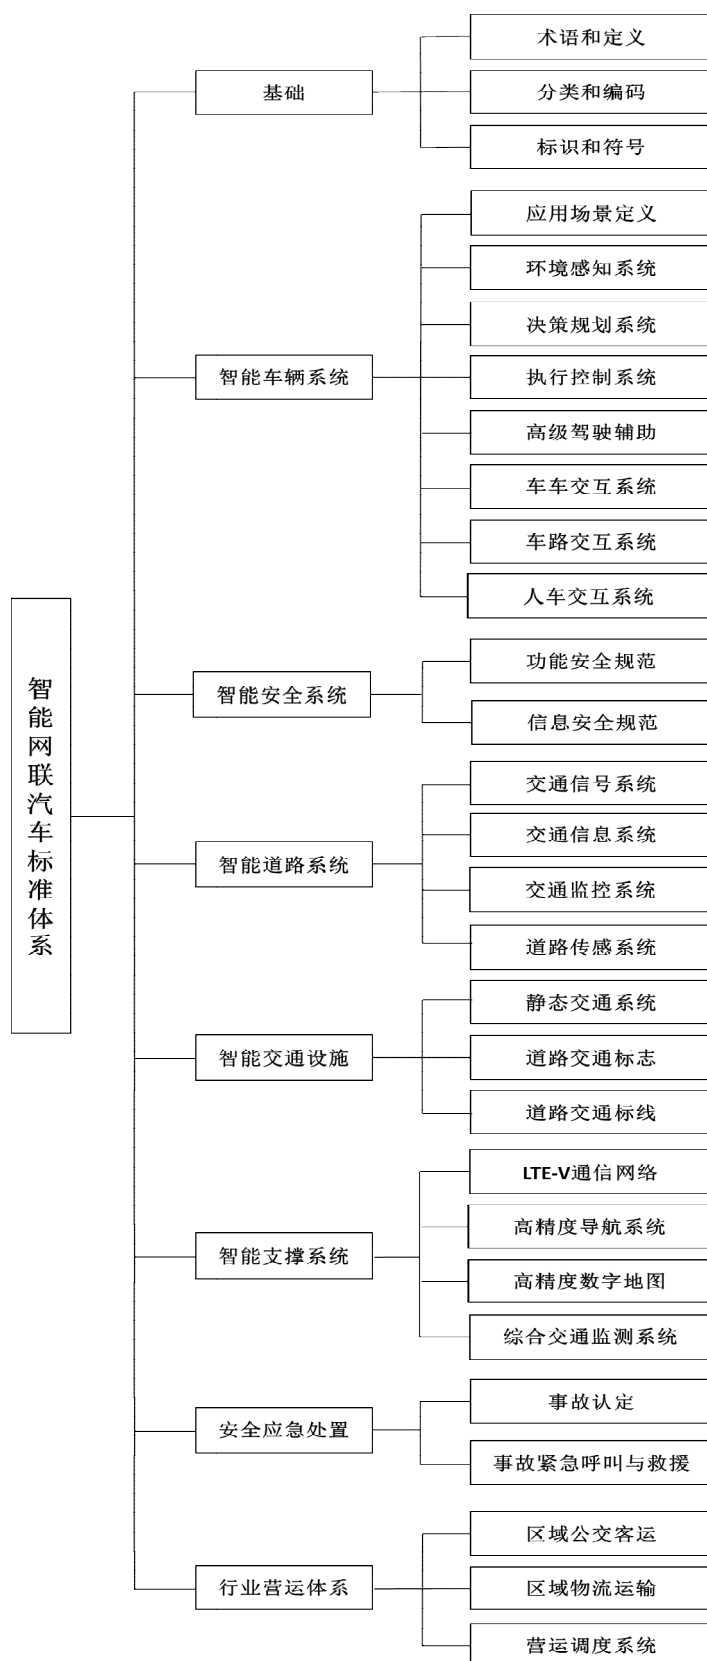 智能网联汽车标准体系
基础
术语和定义
分类和编码
标识和符号
智能车辆系统
应用场景定义
环境感知系统
决策规划系统
执行控制系统
高级驾驶辅助
车车交互系统
车路交互系统
人车交互系统
智能安全系统
功能安全规范
信息安全规范
智能道路系统
交通信号系统
交通信息系统
交通监控系统
道路传感系统
智能交通设施
静态交通系统
道路交通标志
道路交通标线
智能支撑系统
LTE-V通信网络
高精度导航系统
高精度数字地图
综合交通监测系统
安全应急处置
事故认定
事故紧急呼叫与救援
行业营运体系
区域公交客运
区域物流运输
营运调度系统